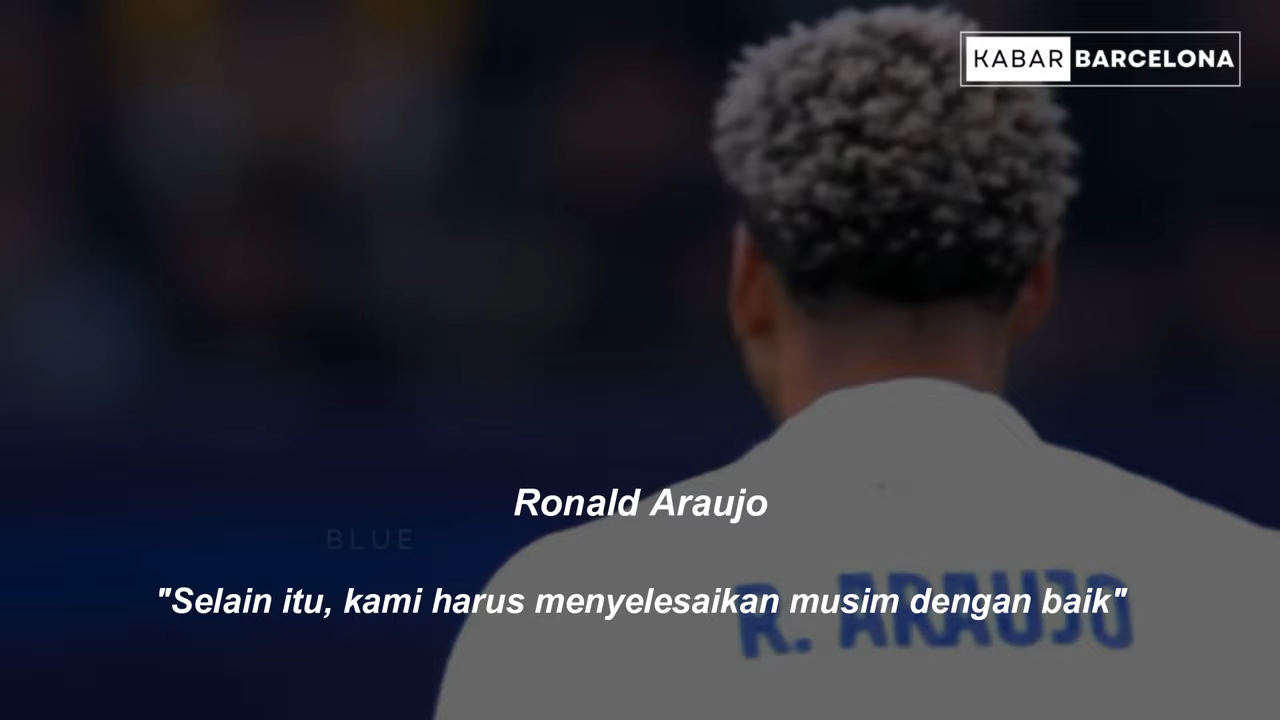 KABAR BARCELONA
Ronald Araujo
BLUE
"Selain itu, kami harus menyelesaikan musim dengan baik"
R. ARAUJO